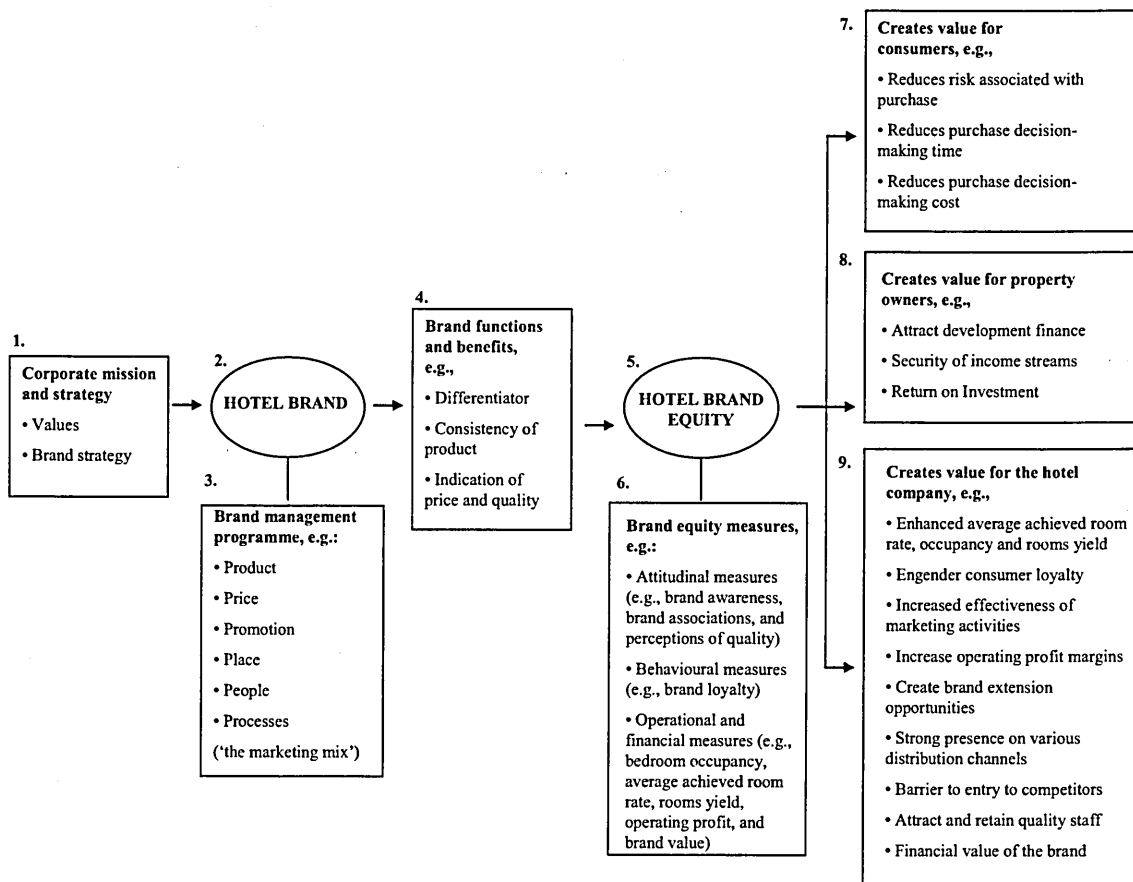 1.
Corporate mission
and strategy
• Values
• Brand strategy
2.
HOTEL BRAND
3.
Brand management
programme, e.g.:
• Product
• Price
• Promotion
• Place
• People
• Processes
(‘the marketing mix’)
4.
Brand functions
and benefits,
e.g.,
• Differentiator
• Consistency of
product
• Indication of
price and quality
5.
HOTEL BRAND
EQUITY
6.
Brand equity measures,
e.g.:
• Attitudinal measures
(e.g., brand awareness,
brand associations, and
perceptions of quality)
• Behavioural measures
(e.g., brand loyalty)
• Operational and
financial measures (e.g.,
bedroom occupancy,
average achieved room
rate, rooms yield,
operating profit, and
brand value)
7.
Creates value for
consumers, e.g.,
• Reduces risk associated with
purchase
• Reduces purchase decision-
making time
• Reduces purchase decision-
making cost
8.
Creates value for property
owners, e.g.,
• Attract development finance
• Security of income streams
• Return on Investment
9.
Creates value for the hotel
company, e.g.,
• Enhanced average achieved room
rate, occupancy and rooms yield
• Engender consumer loyalty
• Increased effectiveness of
marketing activities
• Increase operating profit margins
• Create brand extension
opportunities
• Strong presence on various
distribution channels
• Barrier to entry to competitors
• Attract and retain quality staff
• Financial value of the brand